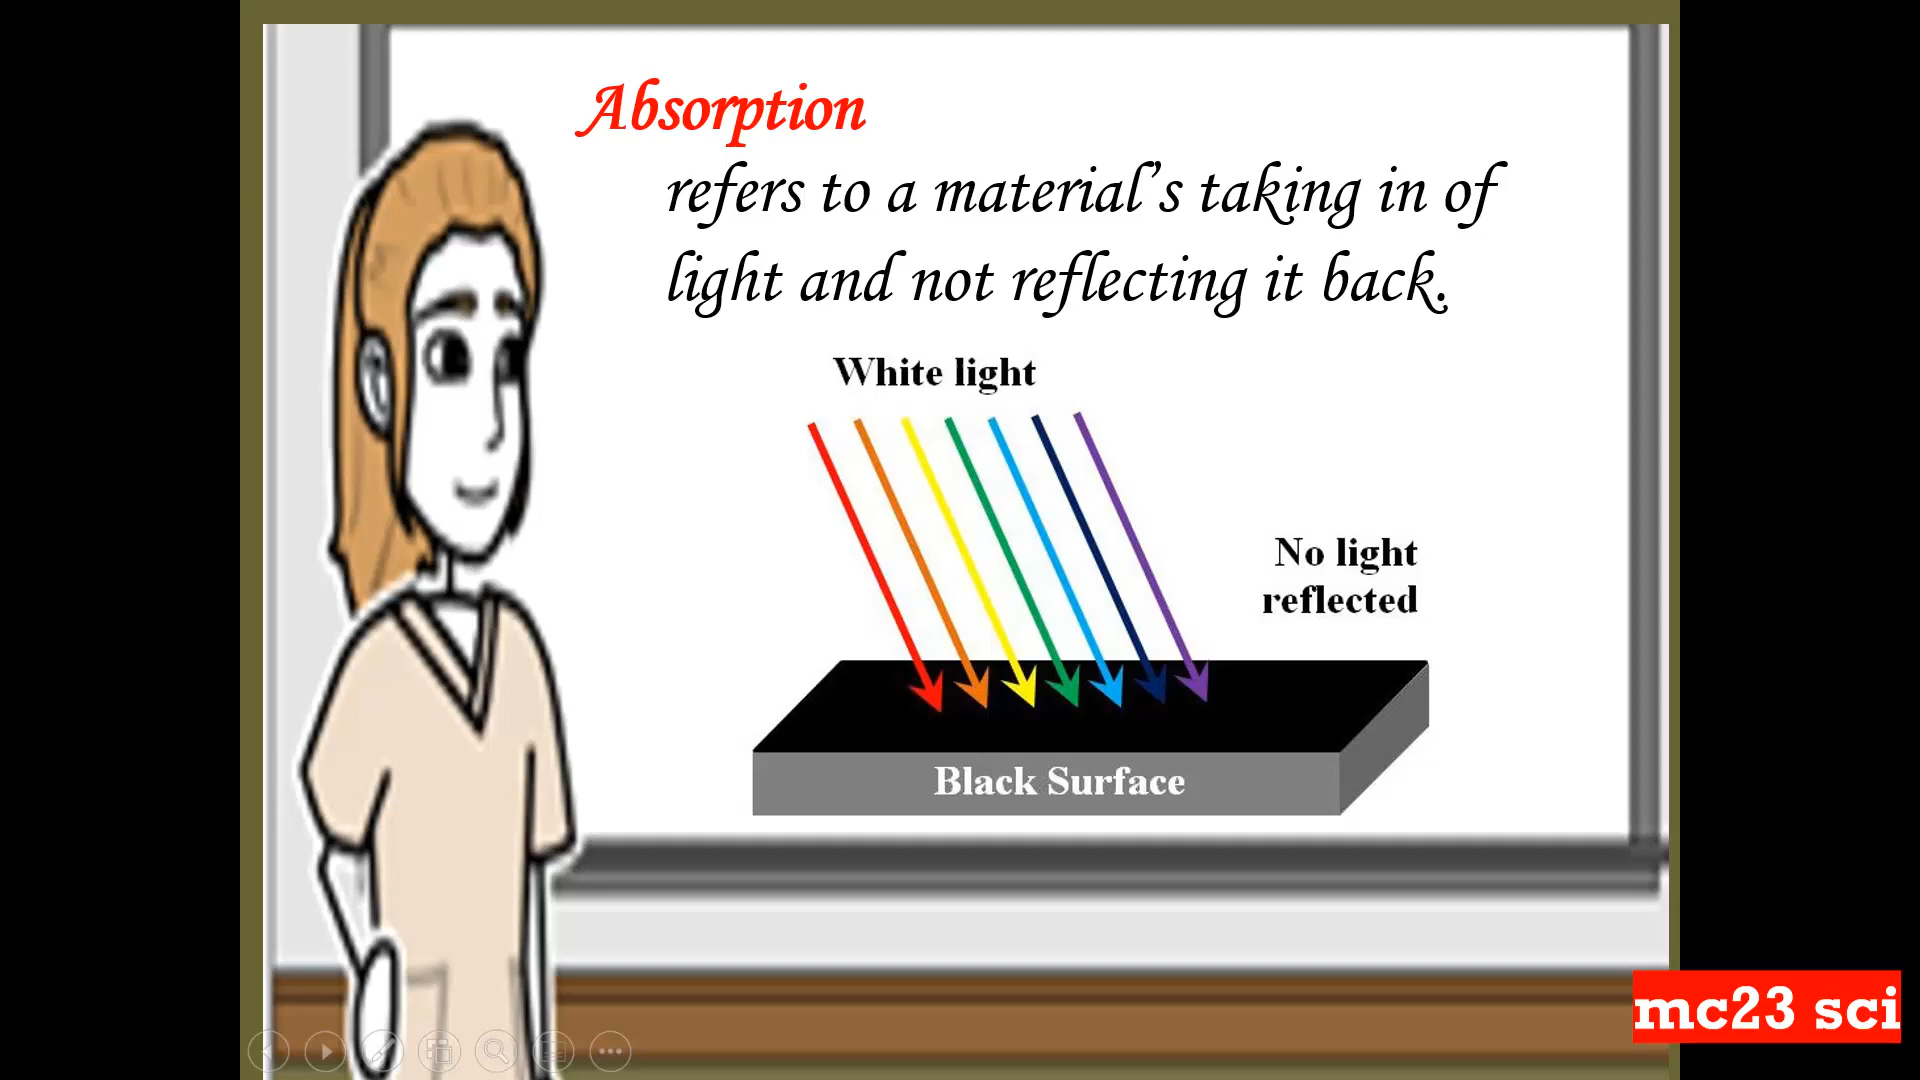 Absorption
refers to a material’s taking in of
light and not reflecting it back.
White light
No light
reflected
Black Surface
mc23 sci